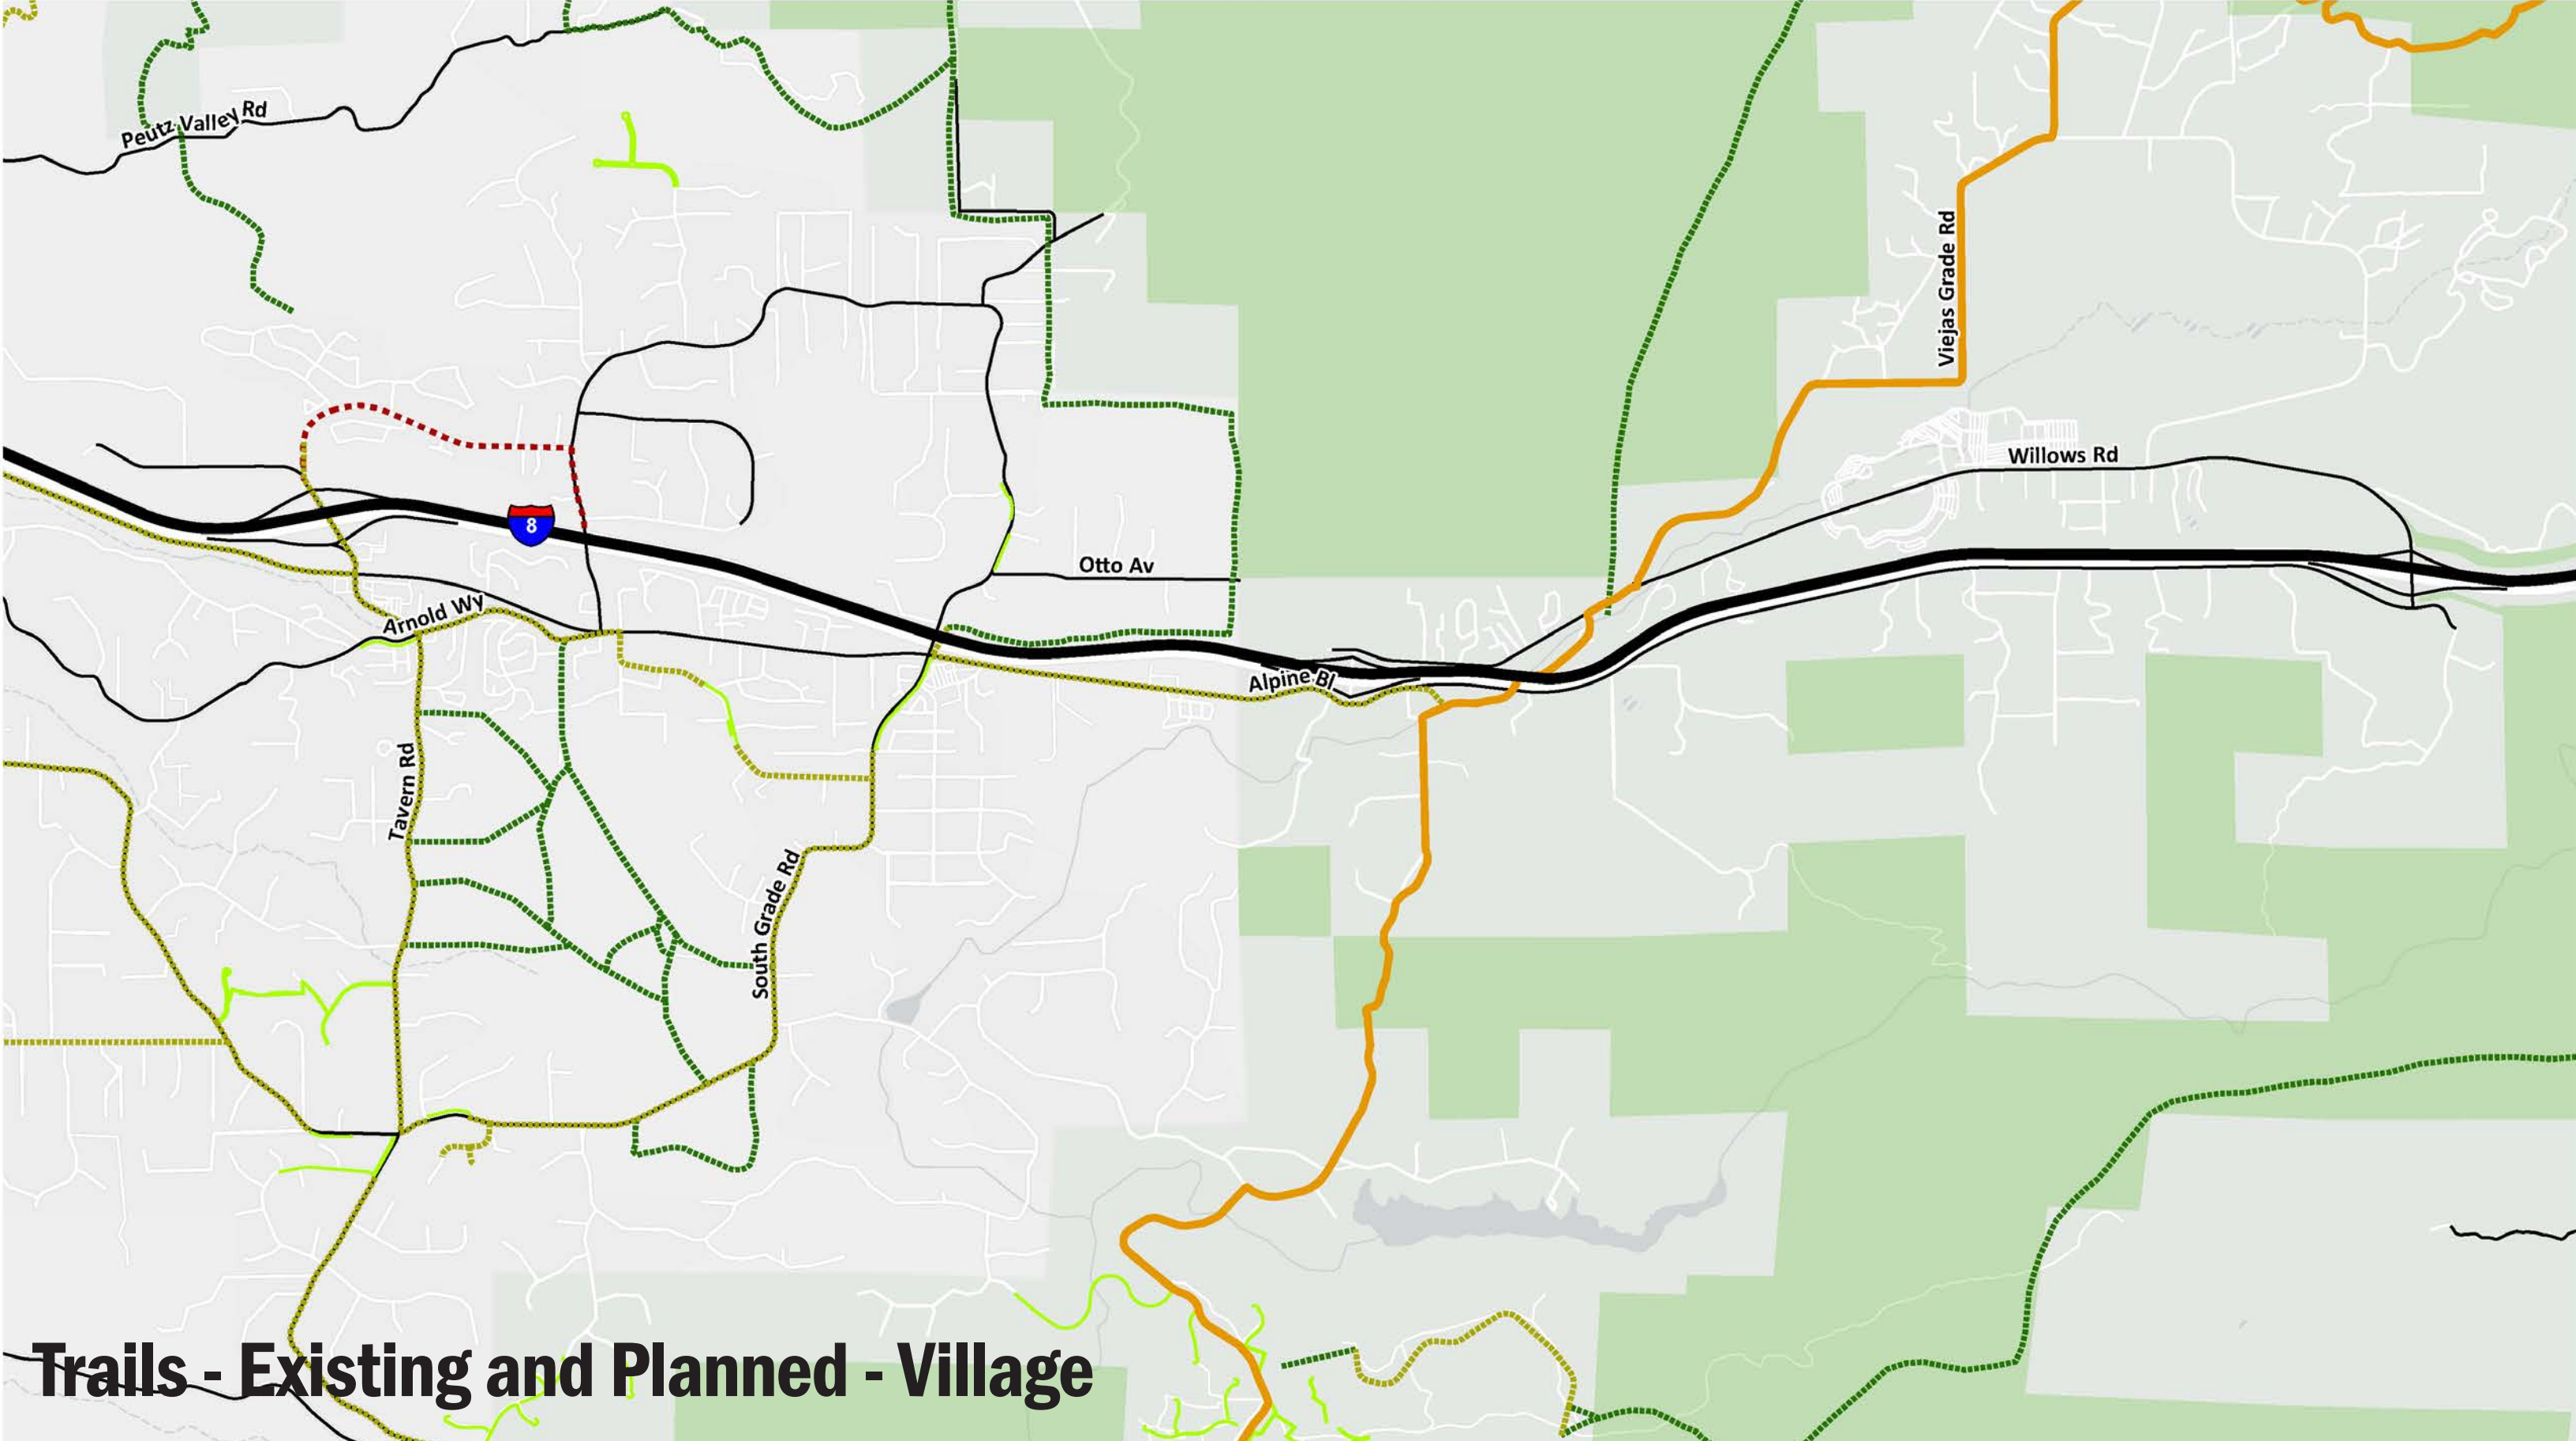 Peutz Valley Rd
Viejas Grade Rd
Willows Rd
8
Otto Av
Arnold Wy
Alpine Bl
Tavern Rd
South Grade Rd
Trails - Existing and Planned - Village